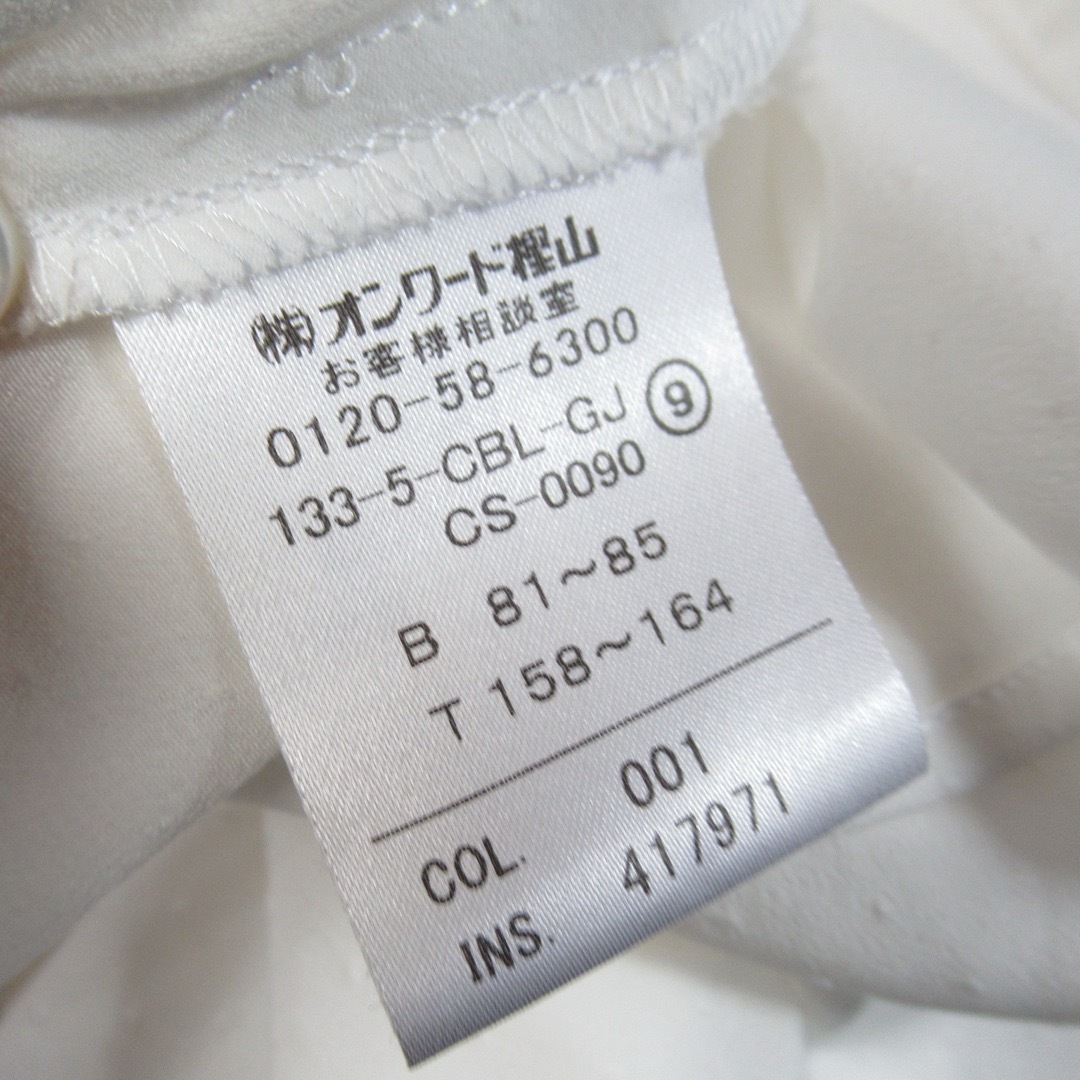 (株)オンワード樫山
お客様相談室
0120-58-6300
133-5-CBL-GJ ⑨
CS-0090
B 81~85
T 158~164
COL. 001
INS. 417971